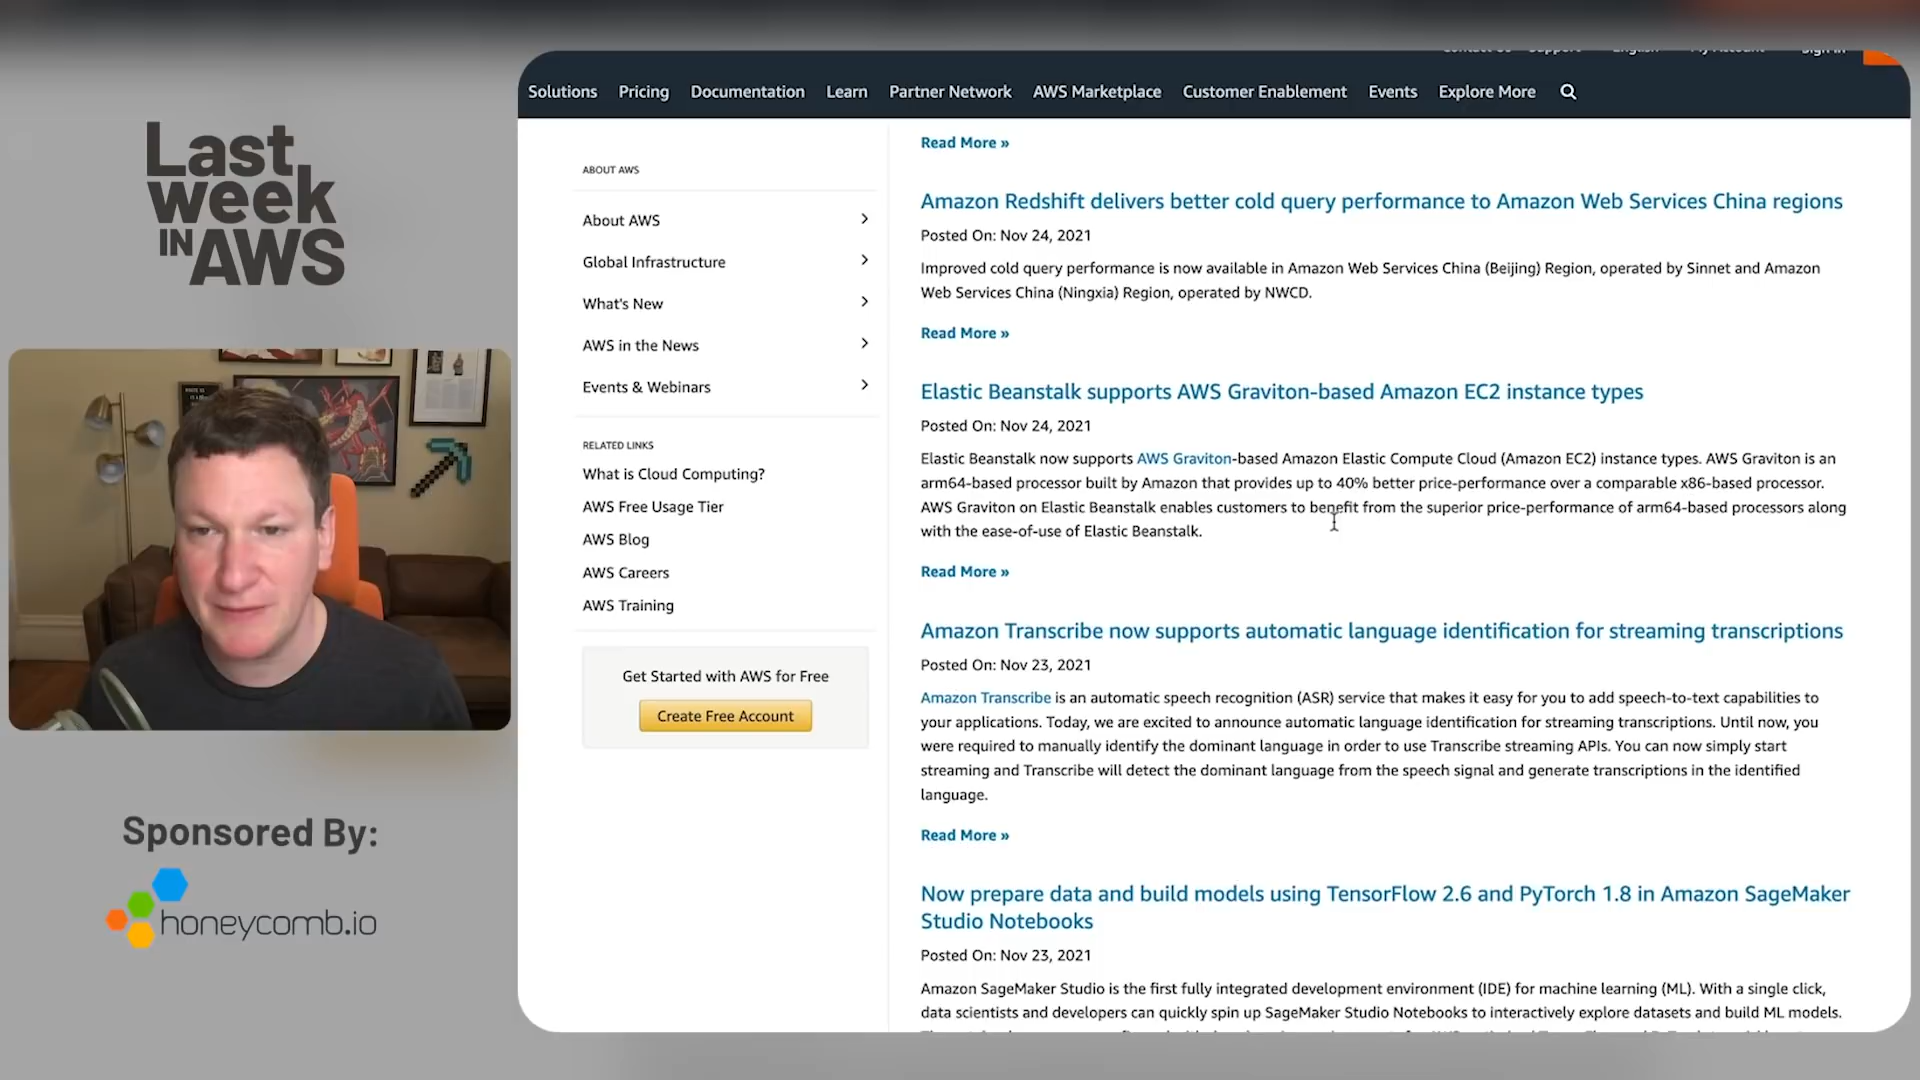 Last
week
IN AWS
Sponsored By:
honeycomb.io
Contact Us Support English My Account Sign In
Solutions Pricing Documentation Learn Partner Network AWS Marketplace Customer Enablement Events Explore More
ABOUT AWS
About AWS
Global Infrastructure
What's New
AWS in the News
Events & Webinars
RELATED LINKS
What is Cloud Computing?
AWS Free Usage Tier
AWS Blog
AWS Careers
AWS Training
Get Started with AWS for Free
Create Free Account
Read More »
Amazon Redshift delivers better cold query performance to Amazon Web Services China regions
Posted On: Nov 24, 2021
Improved cold query performance is now available in Amazon Web Services China (Beijing) Region, operated by Sinnet and Amazon
Web Services China (Ningxia) Region, operated by NWCD.
Read More »
Elastic Beanstalk supports AWS Graviton-based Amazon EC2 instance types
Posted On: Nov 24, 2021
Elastic Beanstalk now supports AWS Graviton-based Amazon Elastic Compute Cloud (Amazon EC2) instance types. AWS Graviton is an
arm64-based processor built by Amazon that provides up to 40% better price-performance over a comparable x86-based processor.
AWS Graviton on Elastic Beanstalk enables customers to benefit from the superior price-performance of arm64-based processors along
with the ease-of-use of Elastic Beanstalk.
Read More »
Amazon Transcribe now supports automatic language identification for streaming transcriptions
Posted On: Nov 23, 2021
Amazon Transcribe is an automatic speech recognition (ASR) service that makes it easy for you to add speech-to-text capabilities to
your applications. Today, we are excited to announce automatic language identification for streaming transcriptions. Until now, you
were required to manually identify the dominant language in order to use Transcribe streaming APIs. You can now simply start
streaming and Transcribe will detect the dominant language from the speech signal and generate transcriptions in the identified
language.
Read More »
Now prepare data and build models using TensorFlow 2.6 and PyTorch 1.8 in Amazon SageMaker
Studio Notebooks
Posted On: Nov 23, 2021
Amazon SageMaker Studio is the first fully integrated development environment (IDE) for machine learning (ML). With a single click,
data scientists and developers can quickly spin up SageMaker Studio Notebooks to interactively explore datasets and build ML models.